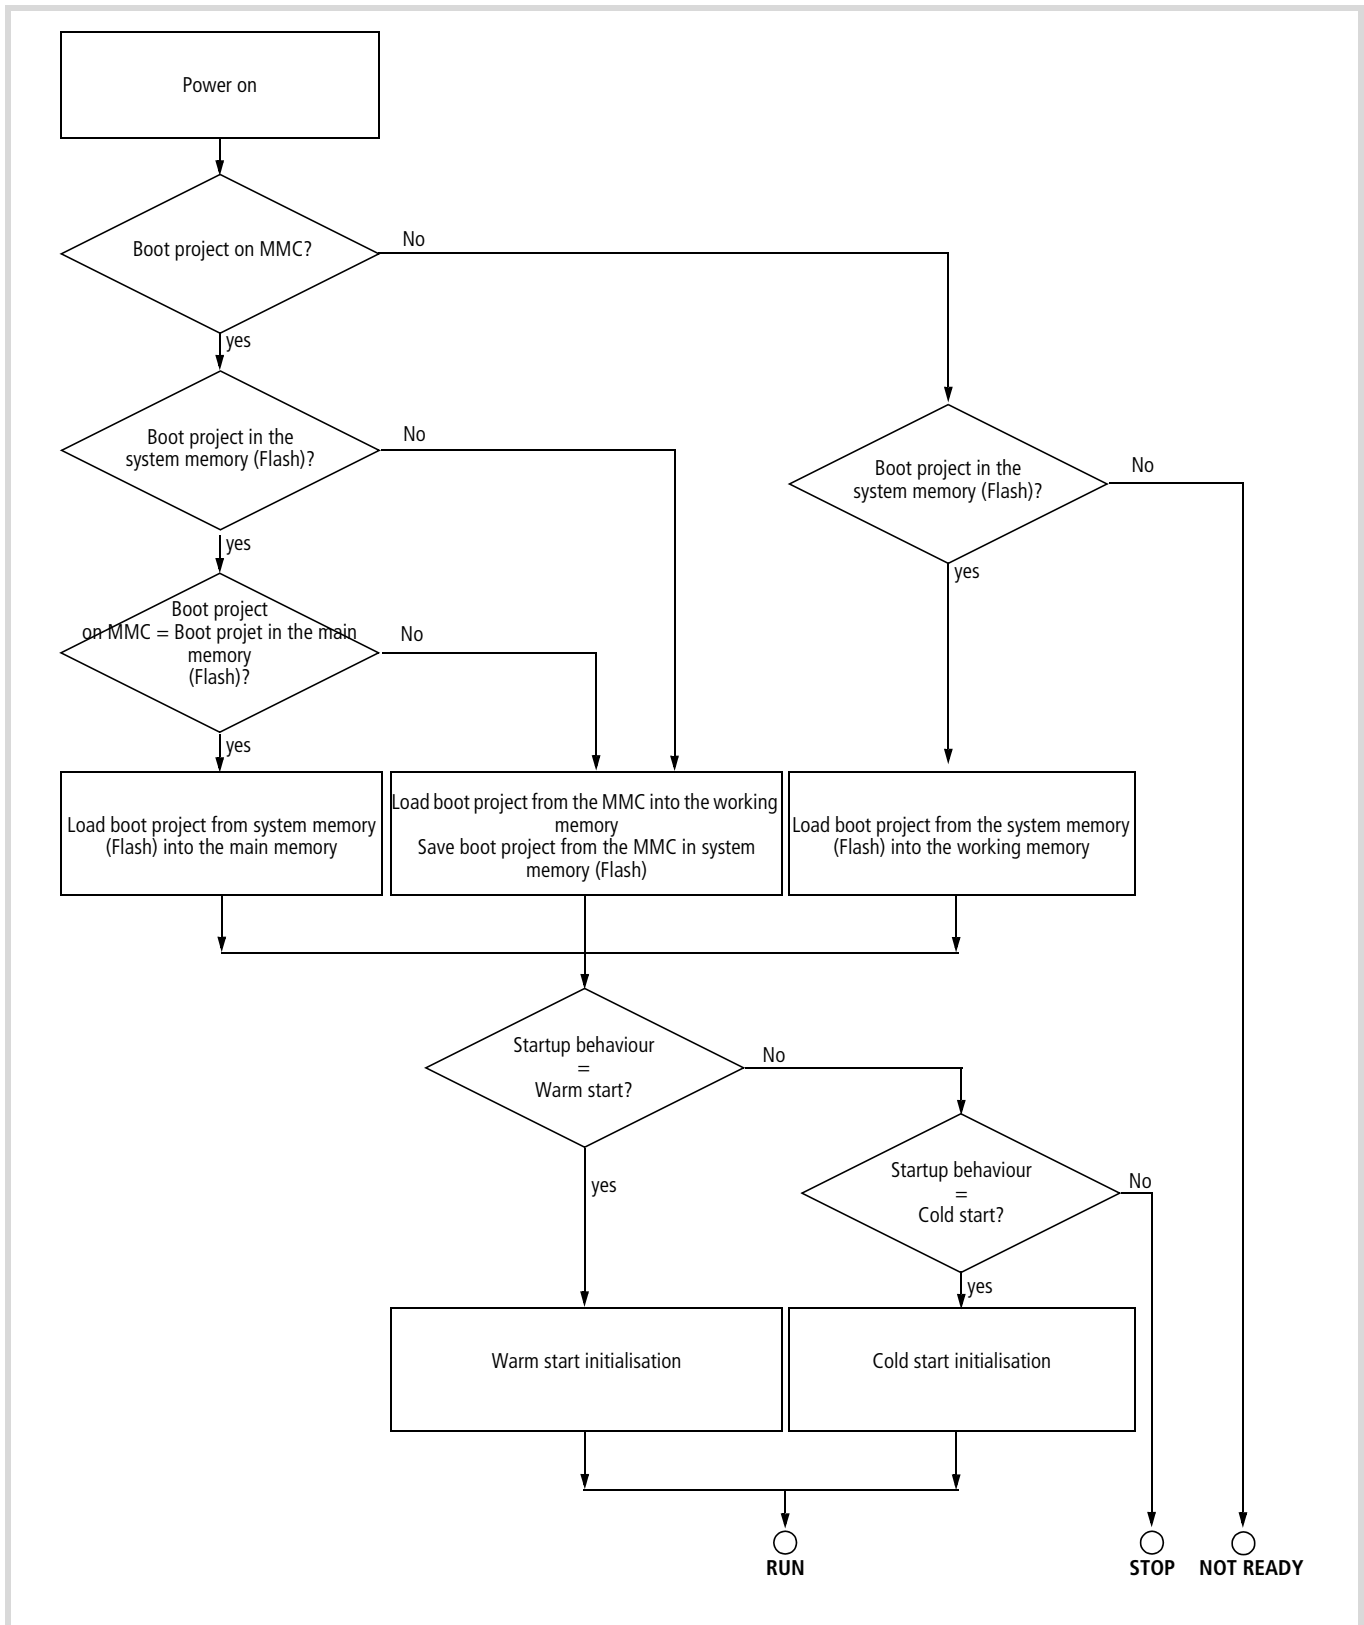 Power on
Boot project on MMC?
No
yes
Boot project in the
system memory (Flash)?
No
Boot project in the
system memory (Flash)?
No
yes
yes
Boot project
on MMC = Boot projet in the main
memory
(Flash)?
No
yes
Load boot project from system memory
(Flash) into the main memory
Load boot project from the MMC into the working
memory
Save boot project from the MMC in system
memory (Flash)
Load boot project from the system memory
(Flash) into the working memory
Startup behaviour
=
Warm start?
No
yes
Startup behaviour
=
Cold start?
No
yes
Warm start initialisation
Cold start initialisation
RUN
STOP
NOT READY